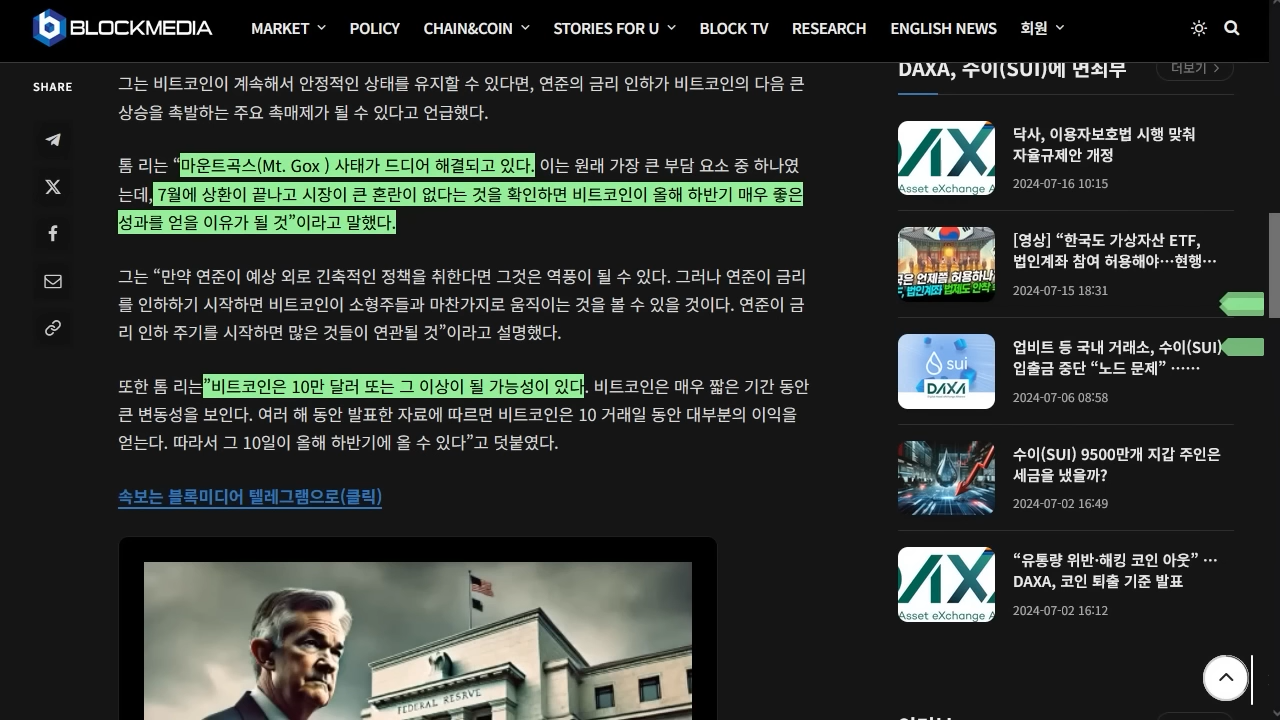 BLOCKMEDIA
MARKET
POLICY
CHAIN&COIN
STORIES FOR U
BLOCK TV
RESEARCH
ENGLISH NEWS
회원
SHARE
그는 비트코인이 계속해서 안정적인 상태를 유지할 수 있다면, 연준의 금리 인하가 비트코인의 다음 큰
상승을 촉발하는 주요 촉매제가 될 수 있다고 언급했다.
톰 리는 “마운트곡스(Mt. Gox ) 사태가 드디어 해결되고 있다. 이는 원래 가장 큰 부담 요소 중 하나였
는데, 7월에 상환이 끝나고 시장이 큰 혼란이 없다는 것을 확인하면 비트코인이 올해 하반기 매우 좋은
성과를 얻을 이유가 될 것”이라고 말했다.
그는 “만약 연준이 예상 외로 긴축적인 정책을 취한다면 그것은 역풍이 될 수 있다. 그러나 연준이 금리
를 인하하기 시작하면 비트코인이 소형주들과 마찬가지로 움직이는 것을 볼 수 있을 것이다. 연준이 금
리 인하 주기를 시작하면 많은 것들이 연관될 것”이라고 설명했다.
또한 톰 리는”비트코인은 10만 달러 또는 그 이상이 될 가능성이 있다. 비트코인은 매우 짧은 기간 동안
큰 변동성을 보인다. 여러 해 동안 발표한 자료에 따르면 비트코인은 10 거래일 동안 대부분의 이익을
얻는다. 따라서 그 10일이 올해 하반기에 올 수 있다”고 덧붙였다.
속보는 블록미디어 텔레그램으로(클릭)
FEDERAL RESERVE
DAXA, 수이(SUI)에 면죄부
더보기
닥사, 이용자보호법 시행 맞춰
자율규제안 개정
2024-07-16 10:15
[영상] “한국도 가상자산 ETF,
법인계좌 참여 허용해야…현행…
2024-07-15 18:31
업비트 등 국내 거래소, 수이(SUI)
입출금 중단 “노드 문제” ……
2024-07-06 08:58
sui
DAXA
수이(SUI) 9500만개 지갑 주인은
세금을 냈을까?
2024-07-02 16:49
“유통량 위반·해킹 코인 아웃” …
DAXA, 코인 퇴출 기준 발표
2024-07-02 16:12